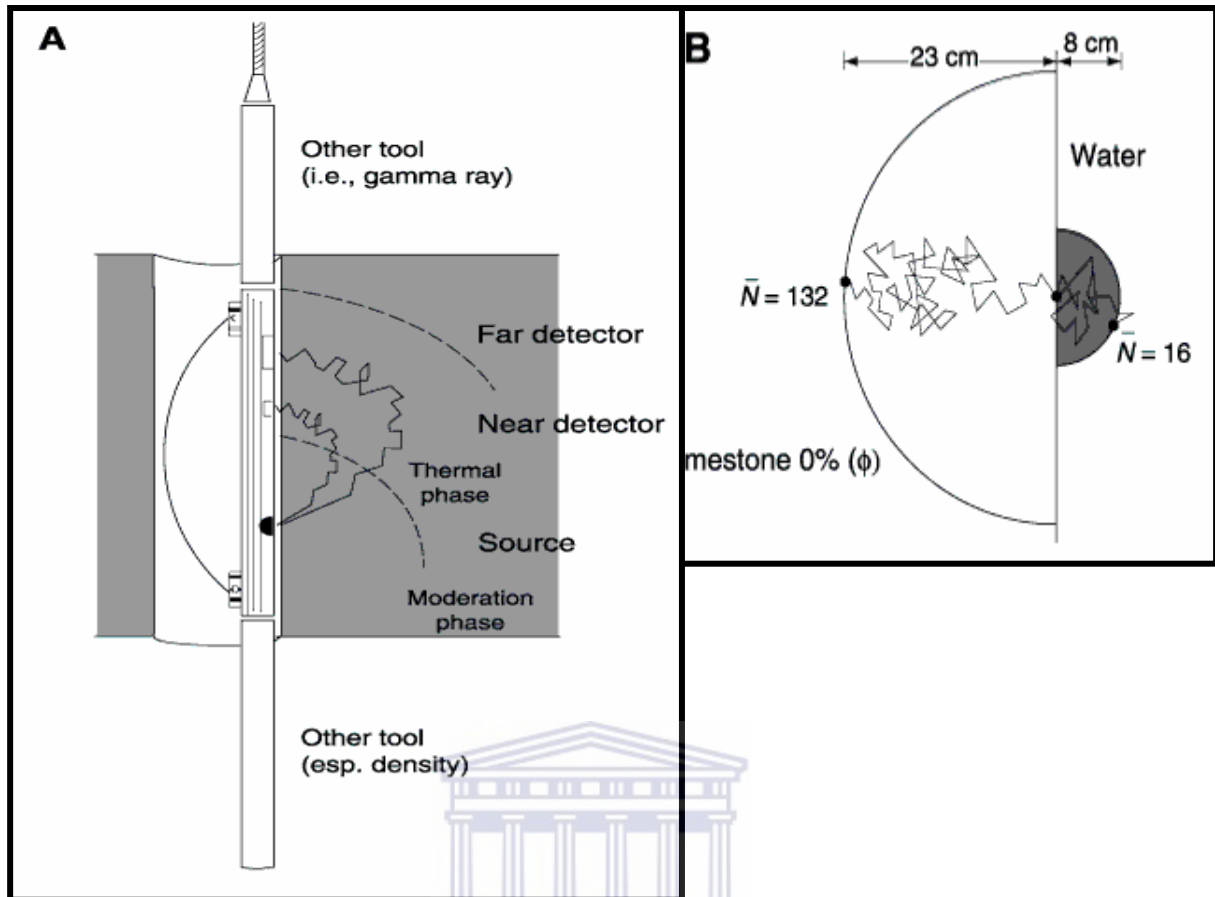 A
Other tool
(i.e., gamma ray)
Far detector
Near detector
Thermal
phase
Source
Moderation
phase
Other tool
(esp. density)
B
23 cm
8 cm
Water
N̄ = 132
N̄ = 16
mestone 0% (ϕ)